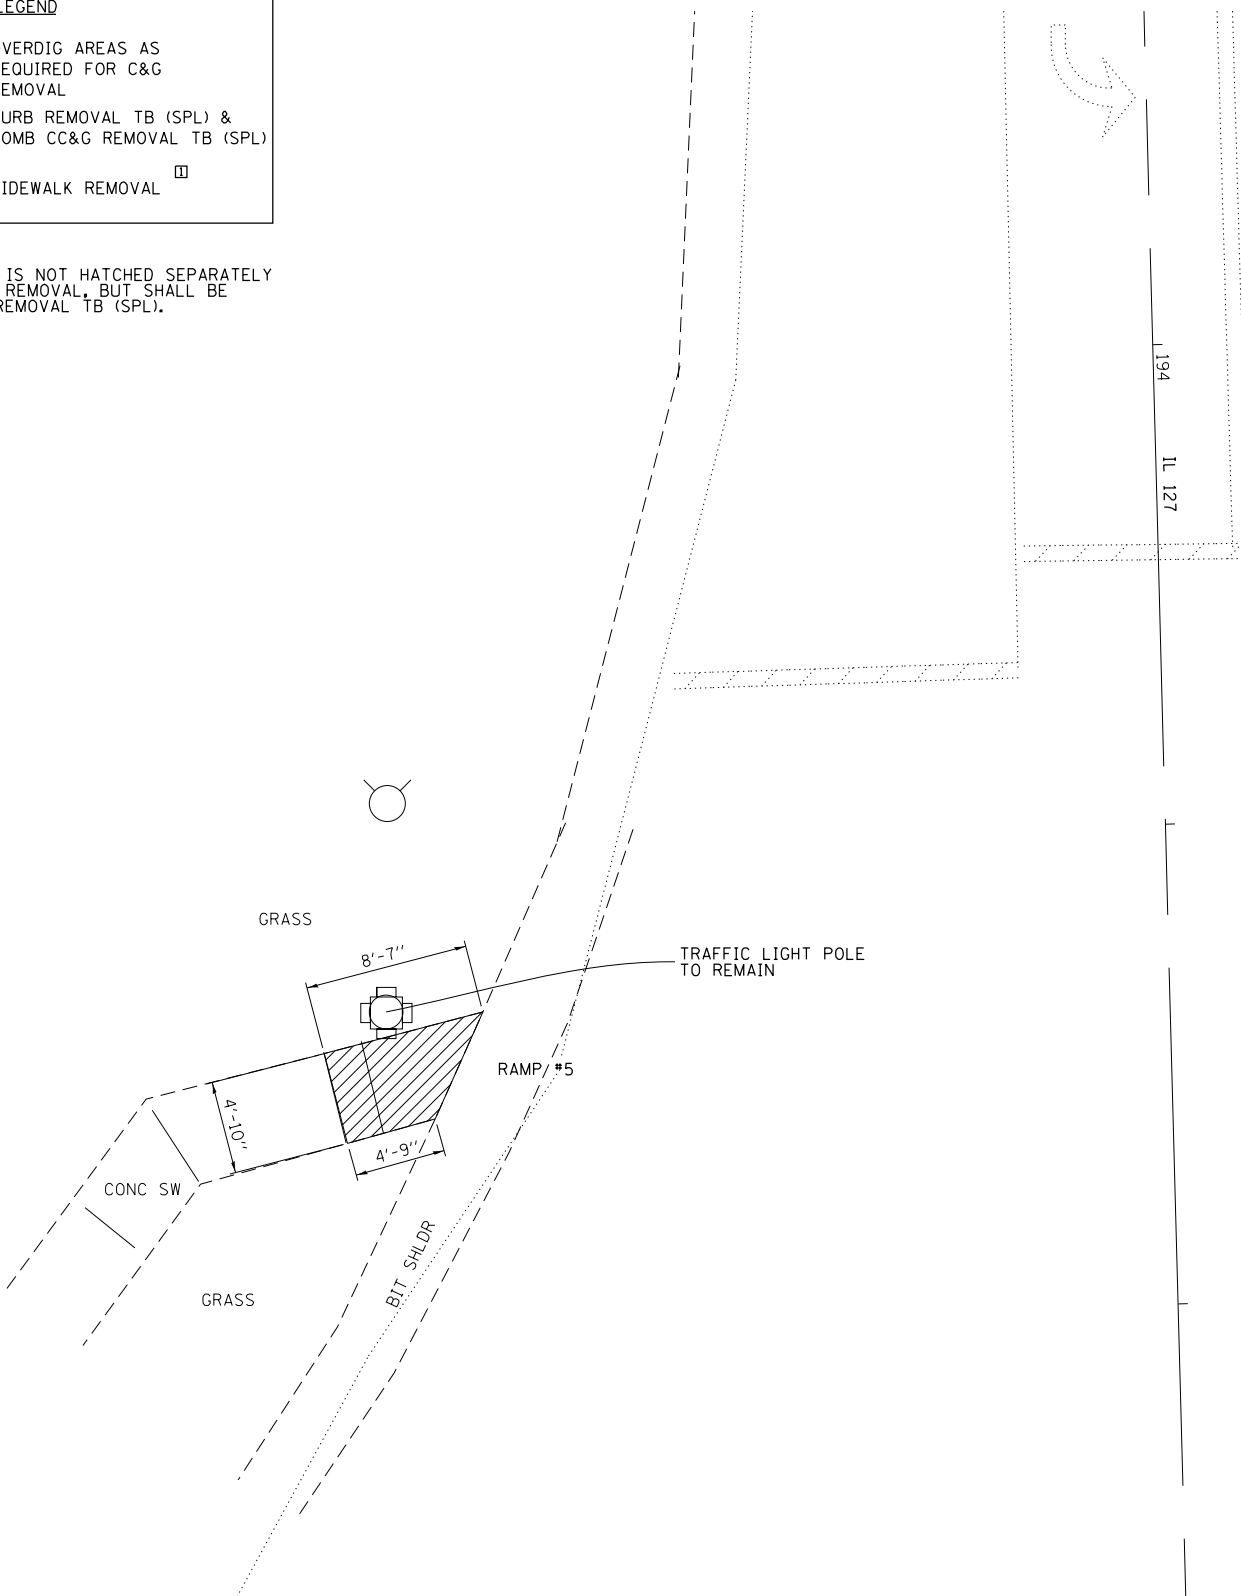 LEGEND
VERDIG AREAS AS
EQUIRED FOR C&G
EMOVAL
URB REMOVAL TB (SPL) &
OMB CC&G REMOVAL TB (SPL)
1
IDEWALK REMOVAL
IS NOT HATCHED SEPARATELY
REMOVAL, BUT SHALL BE
REMOVAL TB (SPL).
194
IL 127
GRASS
8'-7"
TRAFFIC LIGHT POLE
TO REMAIN
RAMP #5
4'-10"
4'-9"
CONC SW
BIT SHLDR
GRASS